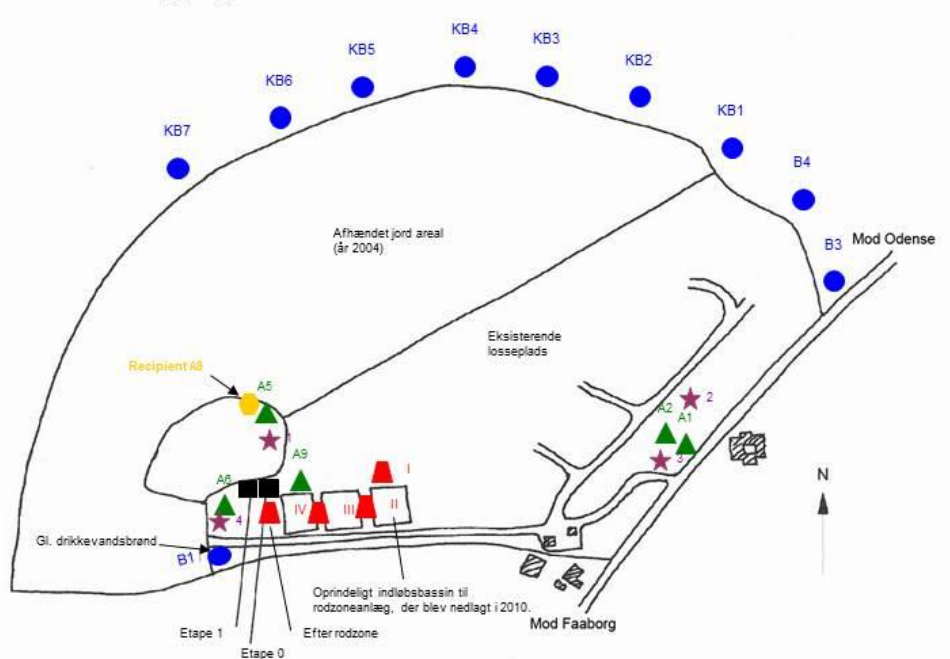 KB4
KB3
KB5
KB2
KB6
KB1
KB7
B4
B3
Mod Odense
Afhændet jord areal
(år 2004)
Eksisterende
losseplads
Recipient A8
A5
2
A2
A1
1
3
A9
I
A6
IV
III
II
4
N
Gl. drikkevandsbrønd
B1
Oprindeligt indløbsbassin til
rodzoneanlæg, der blev nedlagt i 2010.
Mod Faaborg
Etape 1
Efter rodzone
Etape 0